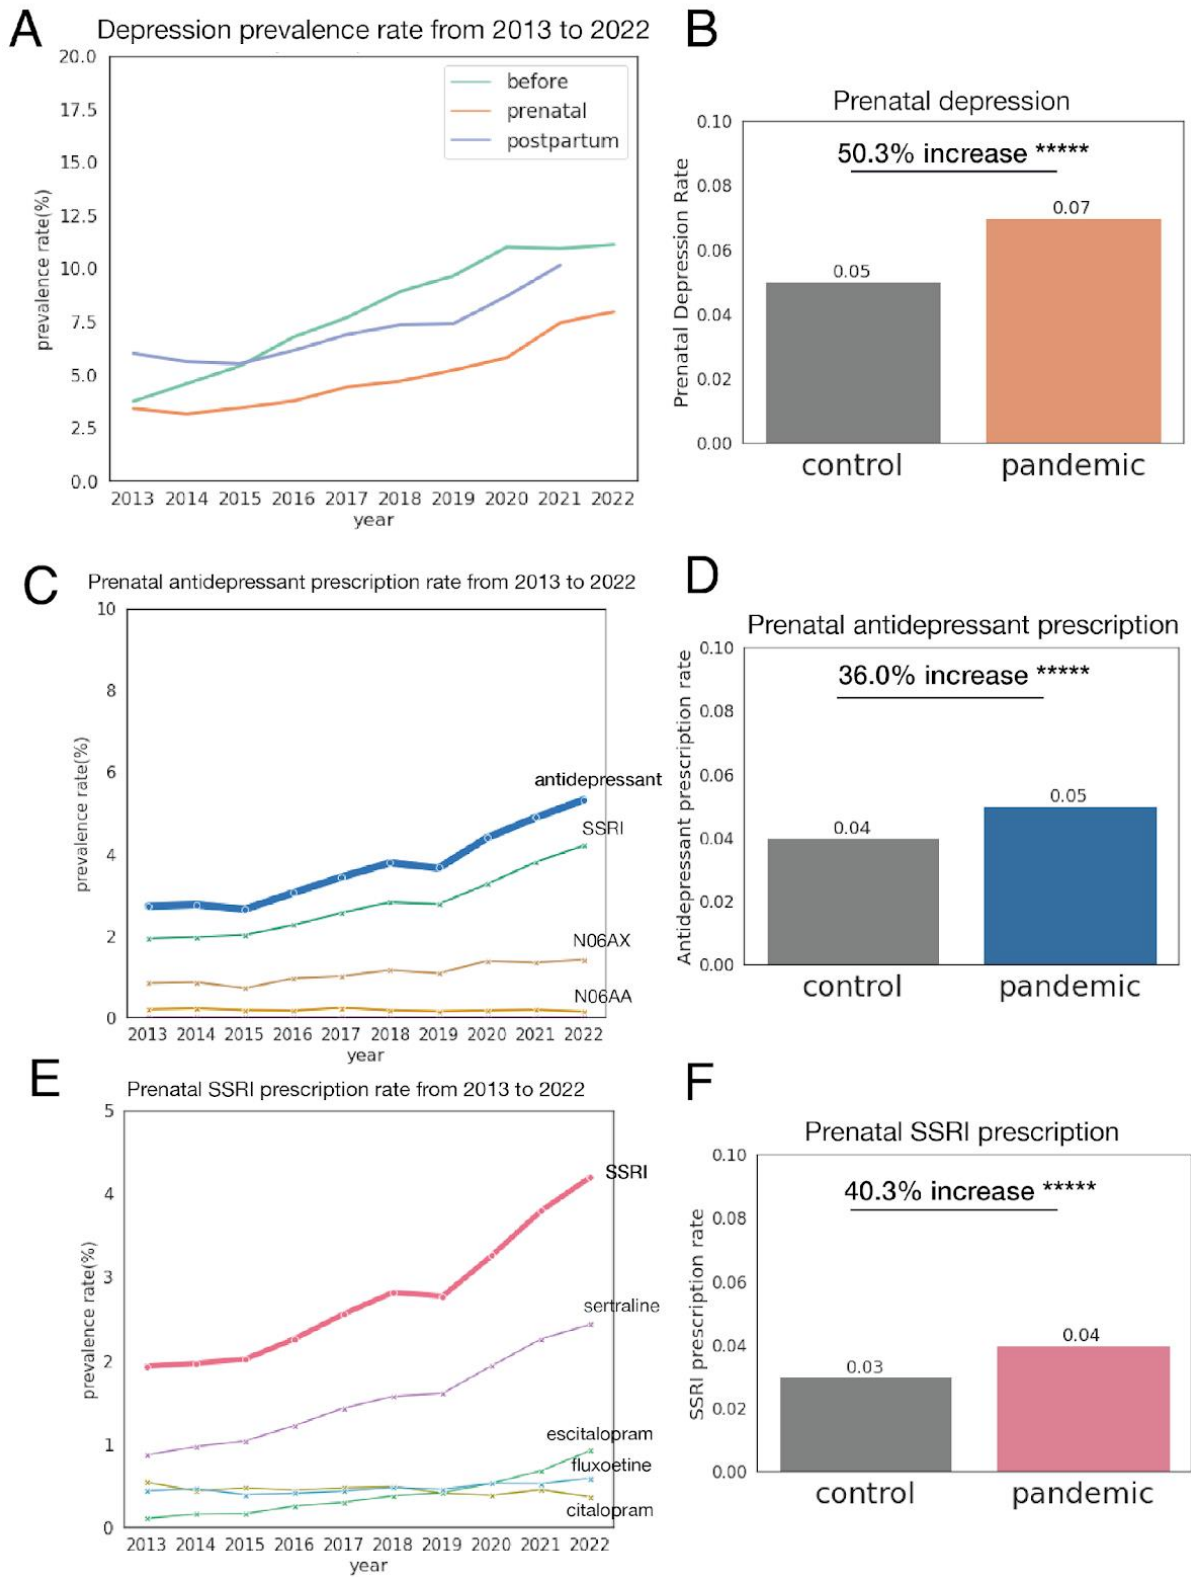 A
Depression prevalence rate from 2013 to 2022
20.0
17.5
15.0
12.5
10.0
7.5
5.0
2.5
0.0
prevalence rate(%)
before
prenatal
postpartum
2013 2014 2015 2016 2017 2018 2019 2020 2021 2022
year
B
Prenatal depression
0.10
0.08
0.06
0.04
0.02
0.00
Prenatal Depression Rate
50.3% increase *****
0.05
0.07
control pandemic
C
Prenatal antidepressant prescription rate from 2013 to 2022
10
8
6
4
2
0
prevalence rate(%)
antidepressant
SSRI
N06AX
N06AA
2013 2014 2015 2016 2017 2018 2019 2020 2021 2022
year
D
Prenatal antidepressant prescription
0.10
0.08
0.06
0.04
0.02
0.00
Antidepressant prescription rate
36.0% increase *****
0.04
0.05
control pandemic
E
Prenatal SSRI prescription rate from 2013 to 2022
5
4
3
2
1
0
prevalence rate(%)
SSRI
sertraline
escitalopram
fluxoetine
citalopram
2013 2014 2015 2016 2017 2018 2019 2020 2021 2022
year
F
Prenatal SSRI prescription
0.10
0.08
0.06
0.04
0.02
0.00
SSRI prescription rate
40.3% increase *****
0.03
0.04
control pandemic